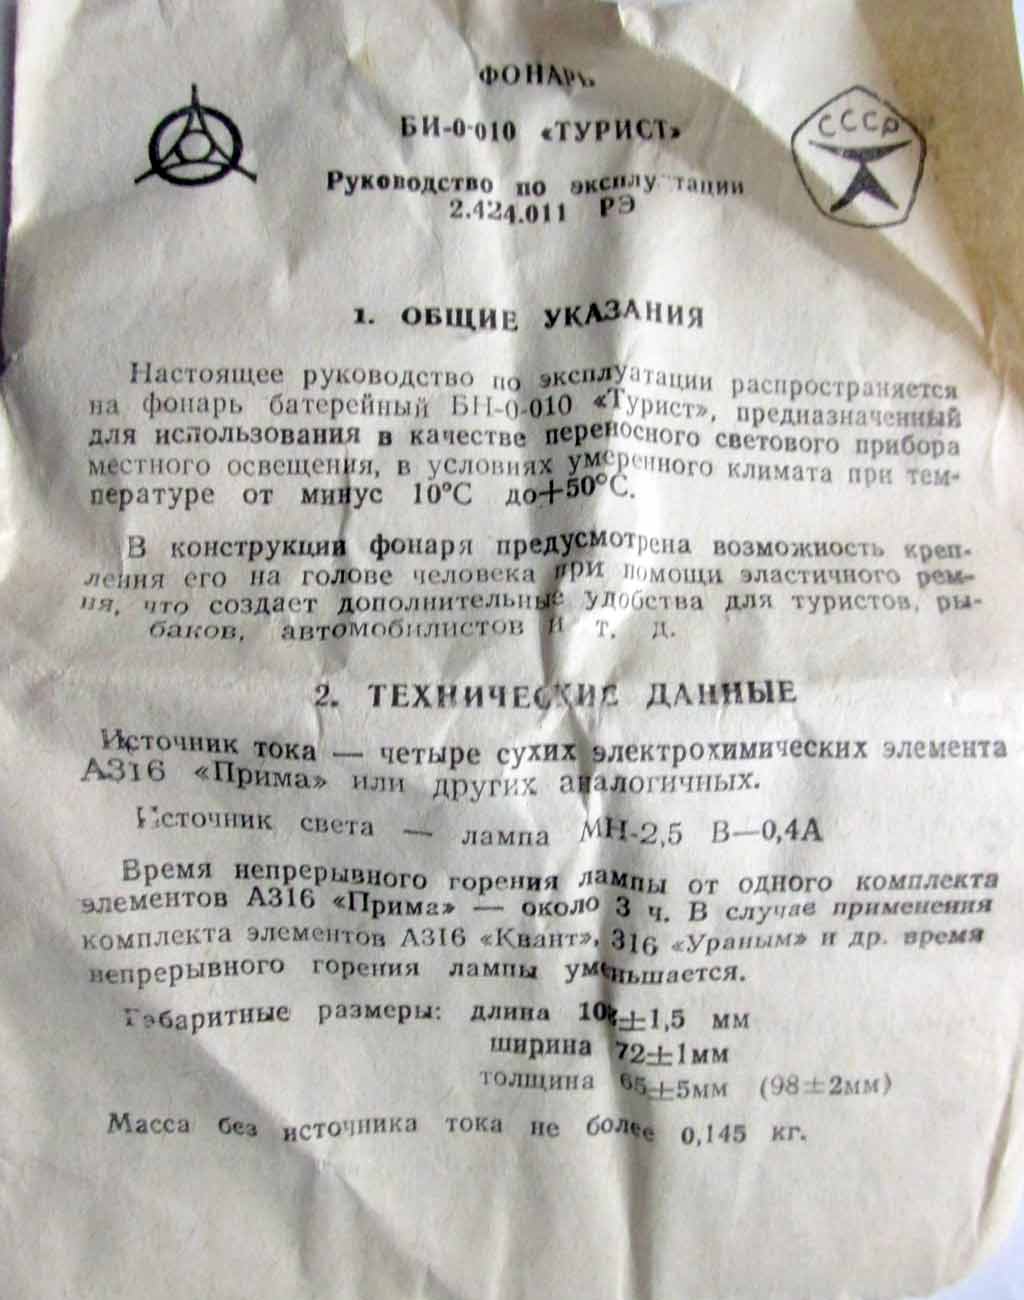 ФОНАРЬ
СССР
БИ-0-010 «ТУРИСТ»
Руководство по эксплуатации
2.424.011 РЭ
1. ОБЩИЕ УКАЗАНИЯ
Настоящее руководство по эксплуатации распространяется
на фонарь батерейный БИ-0-010 «Турист», предназначенный
для использования в качестве переносного светового прибора
местного освещения, в условиях умеренного климата при тем-
пературе от минус 10°С до+50°С.
В конструкции фонаря предусмотрена возможность креп-
ления его на голове человека при помощи эластичного рем-
ня, что создает дополнительные удобства для туристов, ры-
баков, автомобилистов и т. д.
2. ТЕХНИЧЕСКИЕ ДАННЫЕ
Источник тока — четыре сухих электрохимических элемента
А316 «Прима» или других аналогичных.
Источник света — лампа МН-2,5 В—0,4А
Время непрерывного горения лампы от одного комплекта
элементов А316 «Прима» — около 3 ч. В случае применения
комплекта элементов А316 «Квант», 316 «Ураным» и др. время
непрерывного горения лампы уменьшается.
Габаритные размеры: длина ±1,5 мм
ширина 72±1мм
толщина 65±5мм (98±2мм)
Масса без источника тока не более 0,145 кг.